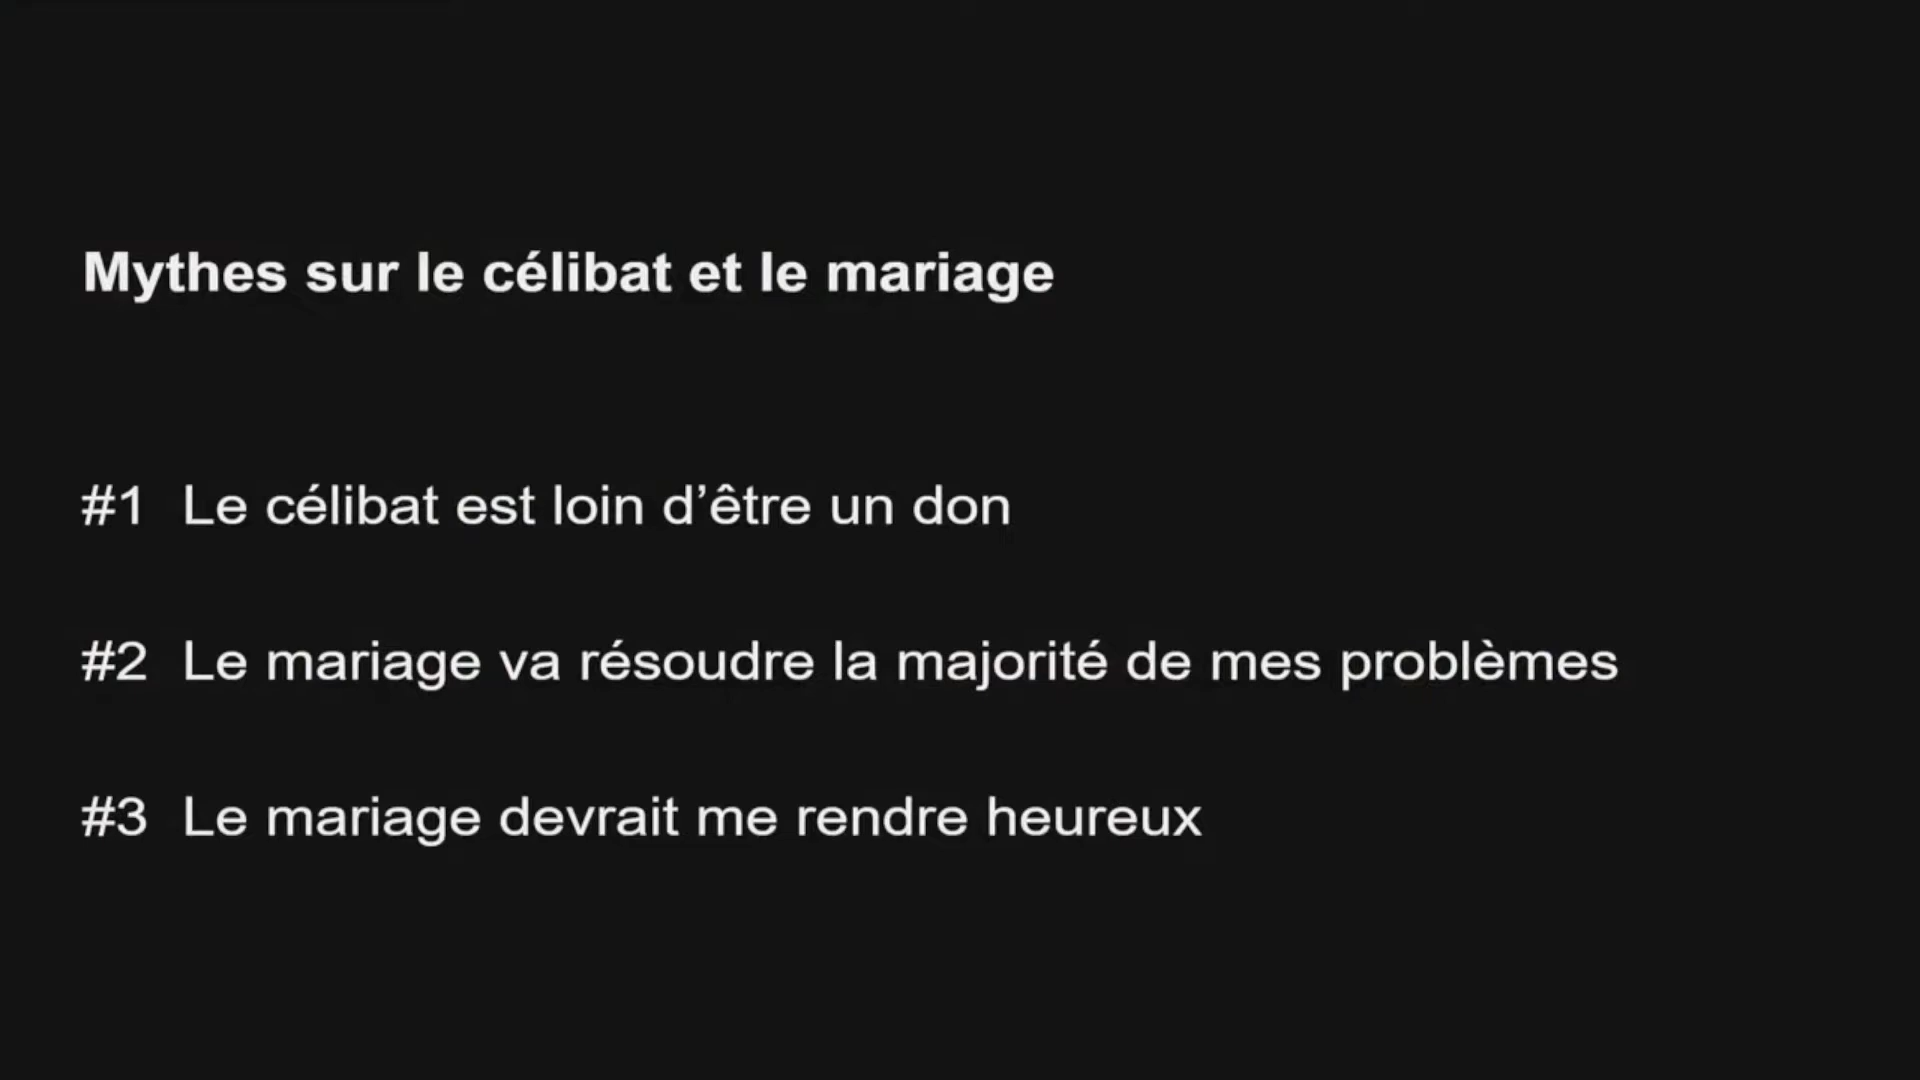 Mythes sur le célibat et le mariage
#1 Le célibat est loin d’être un don
#2 Le mariage va résoudre la majorité de mes problèmes
#3 Le mariage devrait me rendre heureux